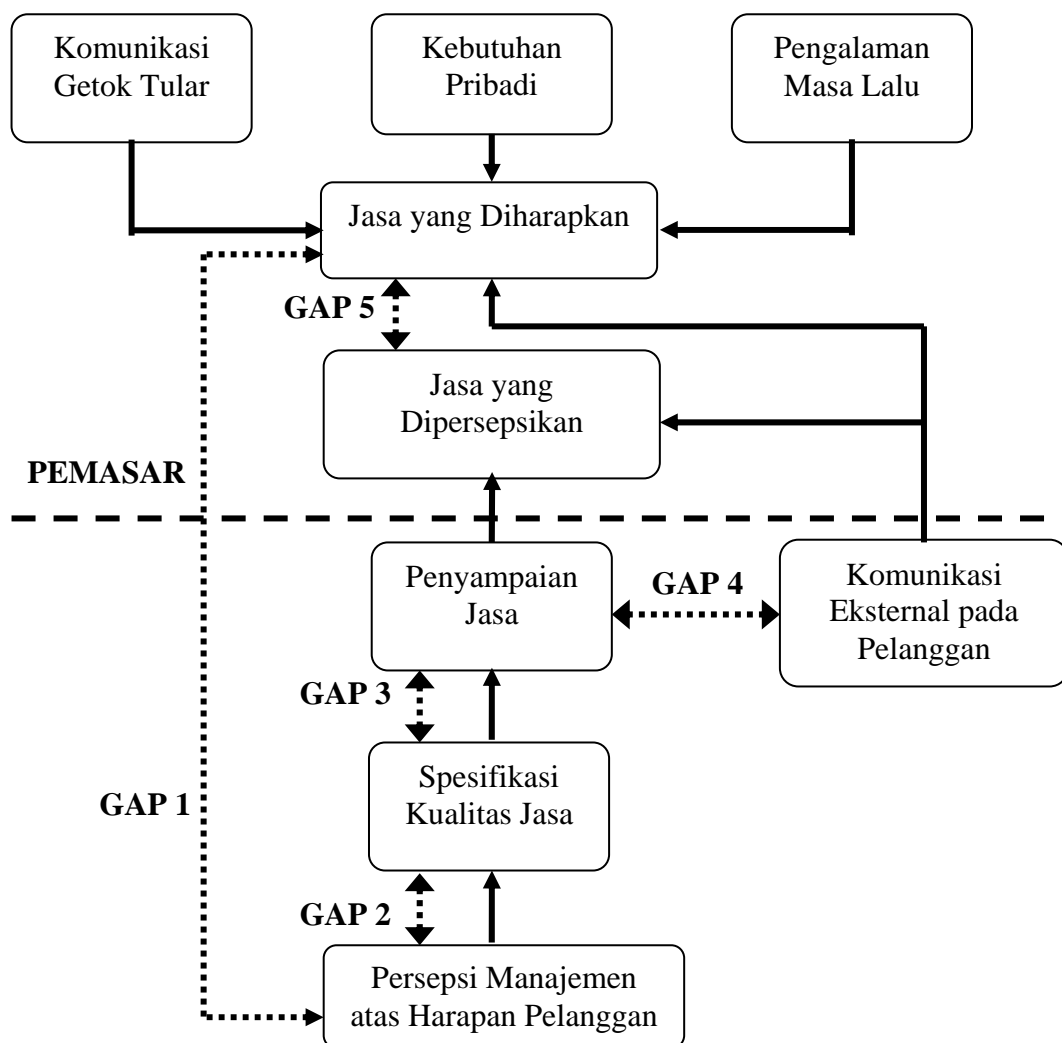 Komunikasi
Getok Tular
Kebutuhan
Pribadi
Pengalaman
Masa Lalu
Jasa yang Diharapkan
GAP 5
Jasa yang
Dipersepsikan
PEMASAR
Penyampaian
Jasa
GAP 4
Komunikasi
Eksternal pada
Pelanggan
GAP 3
Spesifikasi
Kualitas Jasa
GAP 1
GAP 2
Persepsi Manajemen
atas Harapan Pelanggan